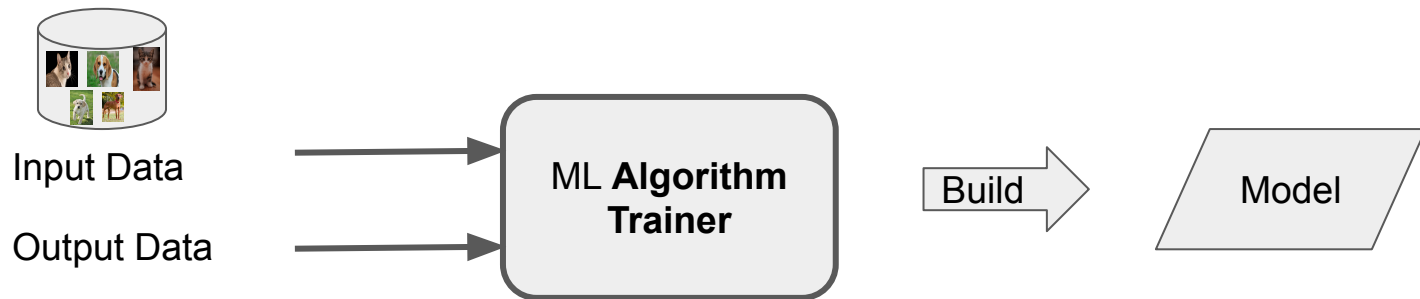 Input Data
Output Data
ML Algorithm
Trainer
Build
Model